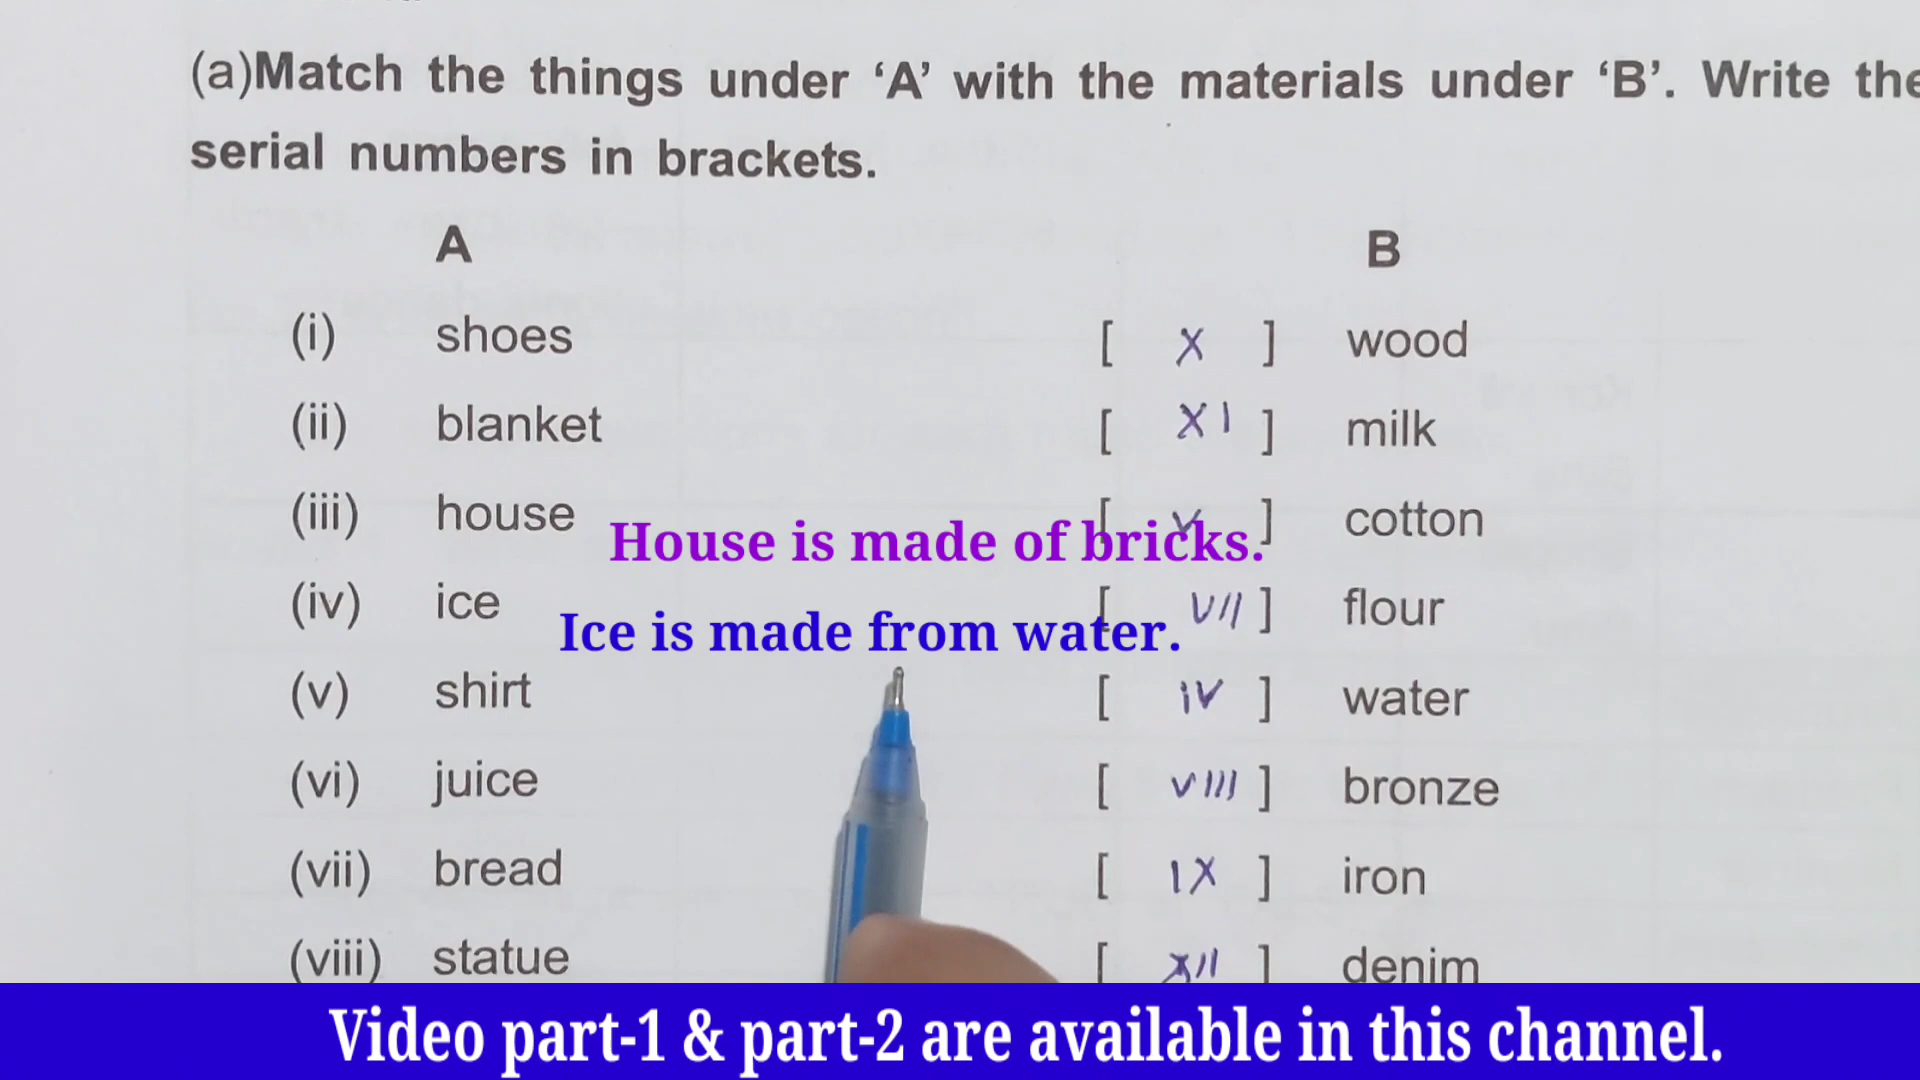 (a)Match the things under ‘A’ with the materials under ‘B’. Write the
serial numbers in brackets.
A B
(i) shoes [ X ] wood
(ii) blanket [ XI ] milk
(iii) house [ v ] cotton
House is made of bricks.
(iv) ice [ VII ] flour
Ice is made from water.
(v) shirt [ iv ] water
(vi) juice [ VIII ] bronze
(vii) bread [ IX ] iron
(viii) statue [ XII ] denim
Video part-1 & part-2 are available in this channel.